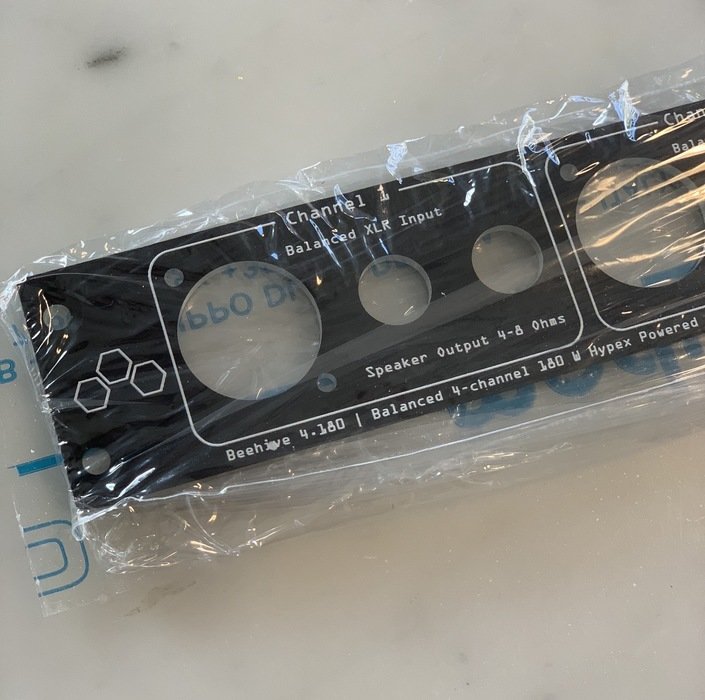 Channel 1
Balanced XLR Input
Speaker Output 4-8 Ohms
Beehive 4.180 | Balanced 4-channel 180 W Hypex Powered